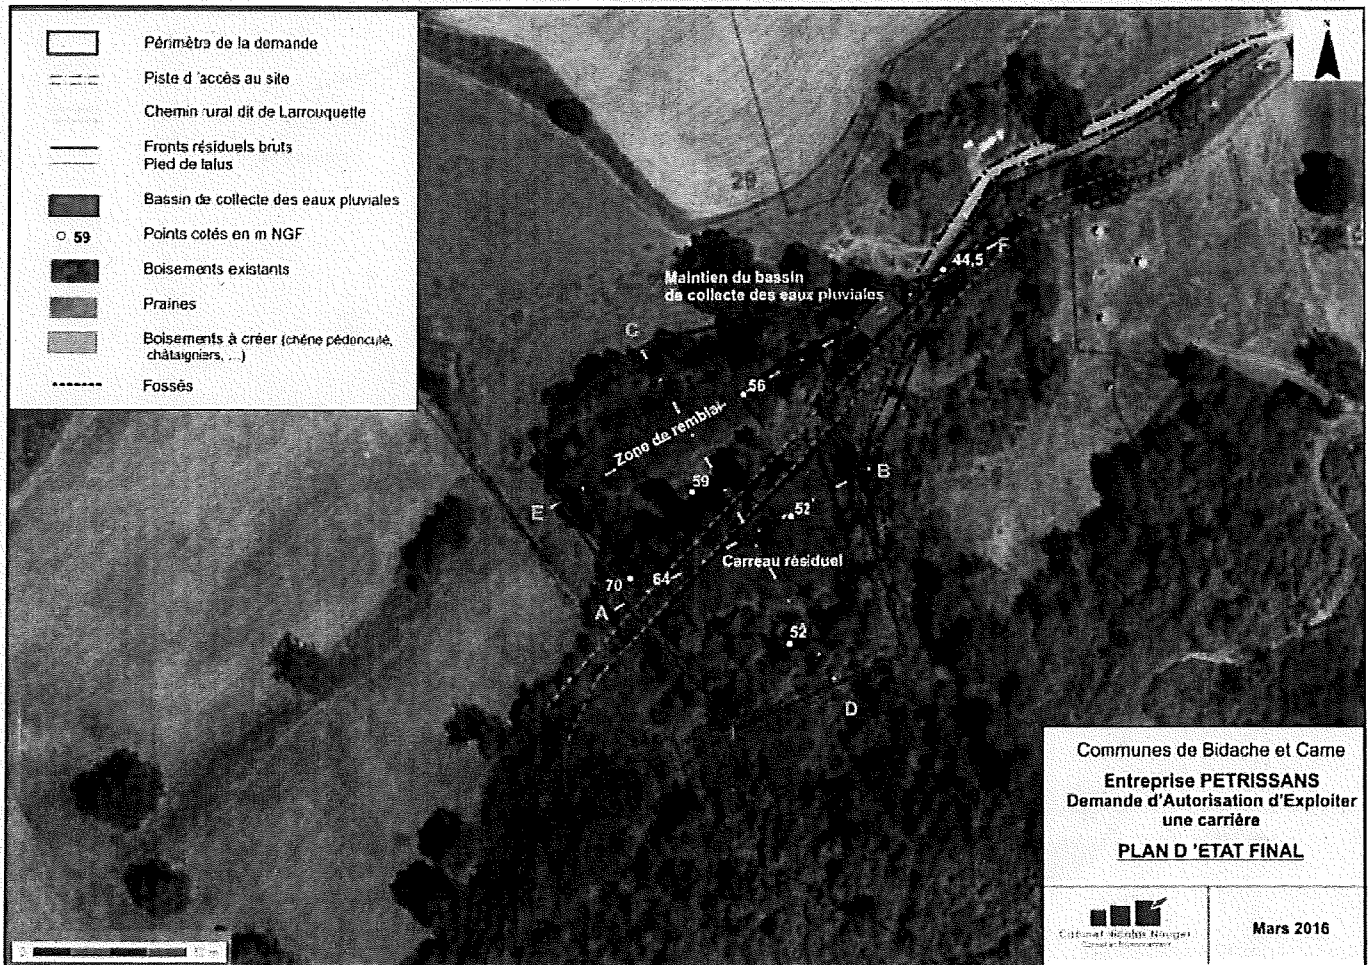 Périmètre de la demande
Piste d'accès au site
Chemin rural dit de Larrouquette
Fronts résiduels bruts
Pied de talus
Bassin de collecte des eaux pluviales
59 Points cotés en m NGF
Boisements existants
Prairies
Boisements à créer (chêne pédonculé,
châtaigniers, ...)
Fossés
N
29
F
44,5
Maintien du bassin
de collecte des eaux pluviales
C
56
Zone de remblai
59
B
E
52
Carreau résiduel
70
64
A
52
D
Communes de Bidache et Came
Entreprise PETRISSANS
Demande d'Autorisation d'Exploiter
une carrière
PLAN D 'ETAT FINAL
Cabinet Nicolas Nouger
Mars 2016